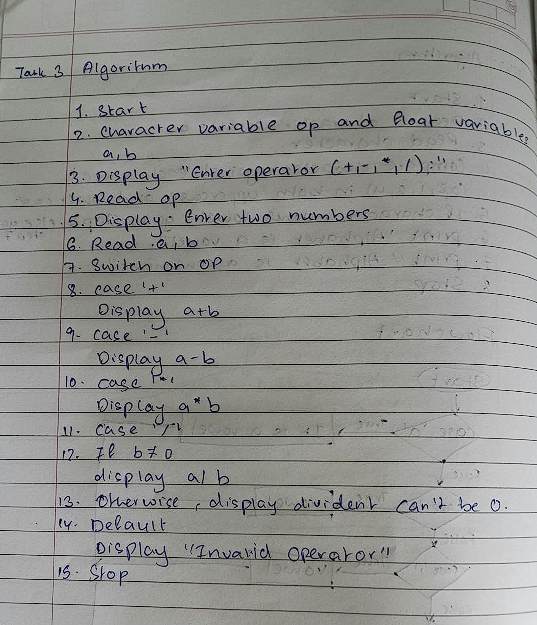 Task 3 Algorithm
1. Start
2. Character variable op and float variables
a,b
3. Display "Enter operator (+,-,*,/):"
4. Read op
5. Display: Enter two numbers
6. Read a,b
7. Switch on op
8. case '+'
Display a+b
9. case '-'
Display a-b
10. case '*'
Display a*b
11. case '/'
12. If b≠0
display a/b
13. Otherwise, display divident can't be 0.
14. Default
Display "Invalid operator"
15. Stop